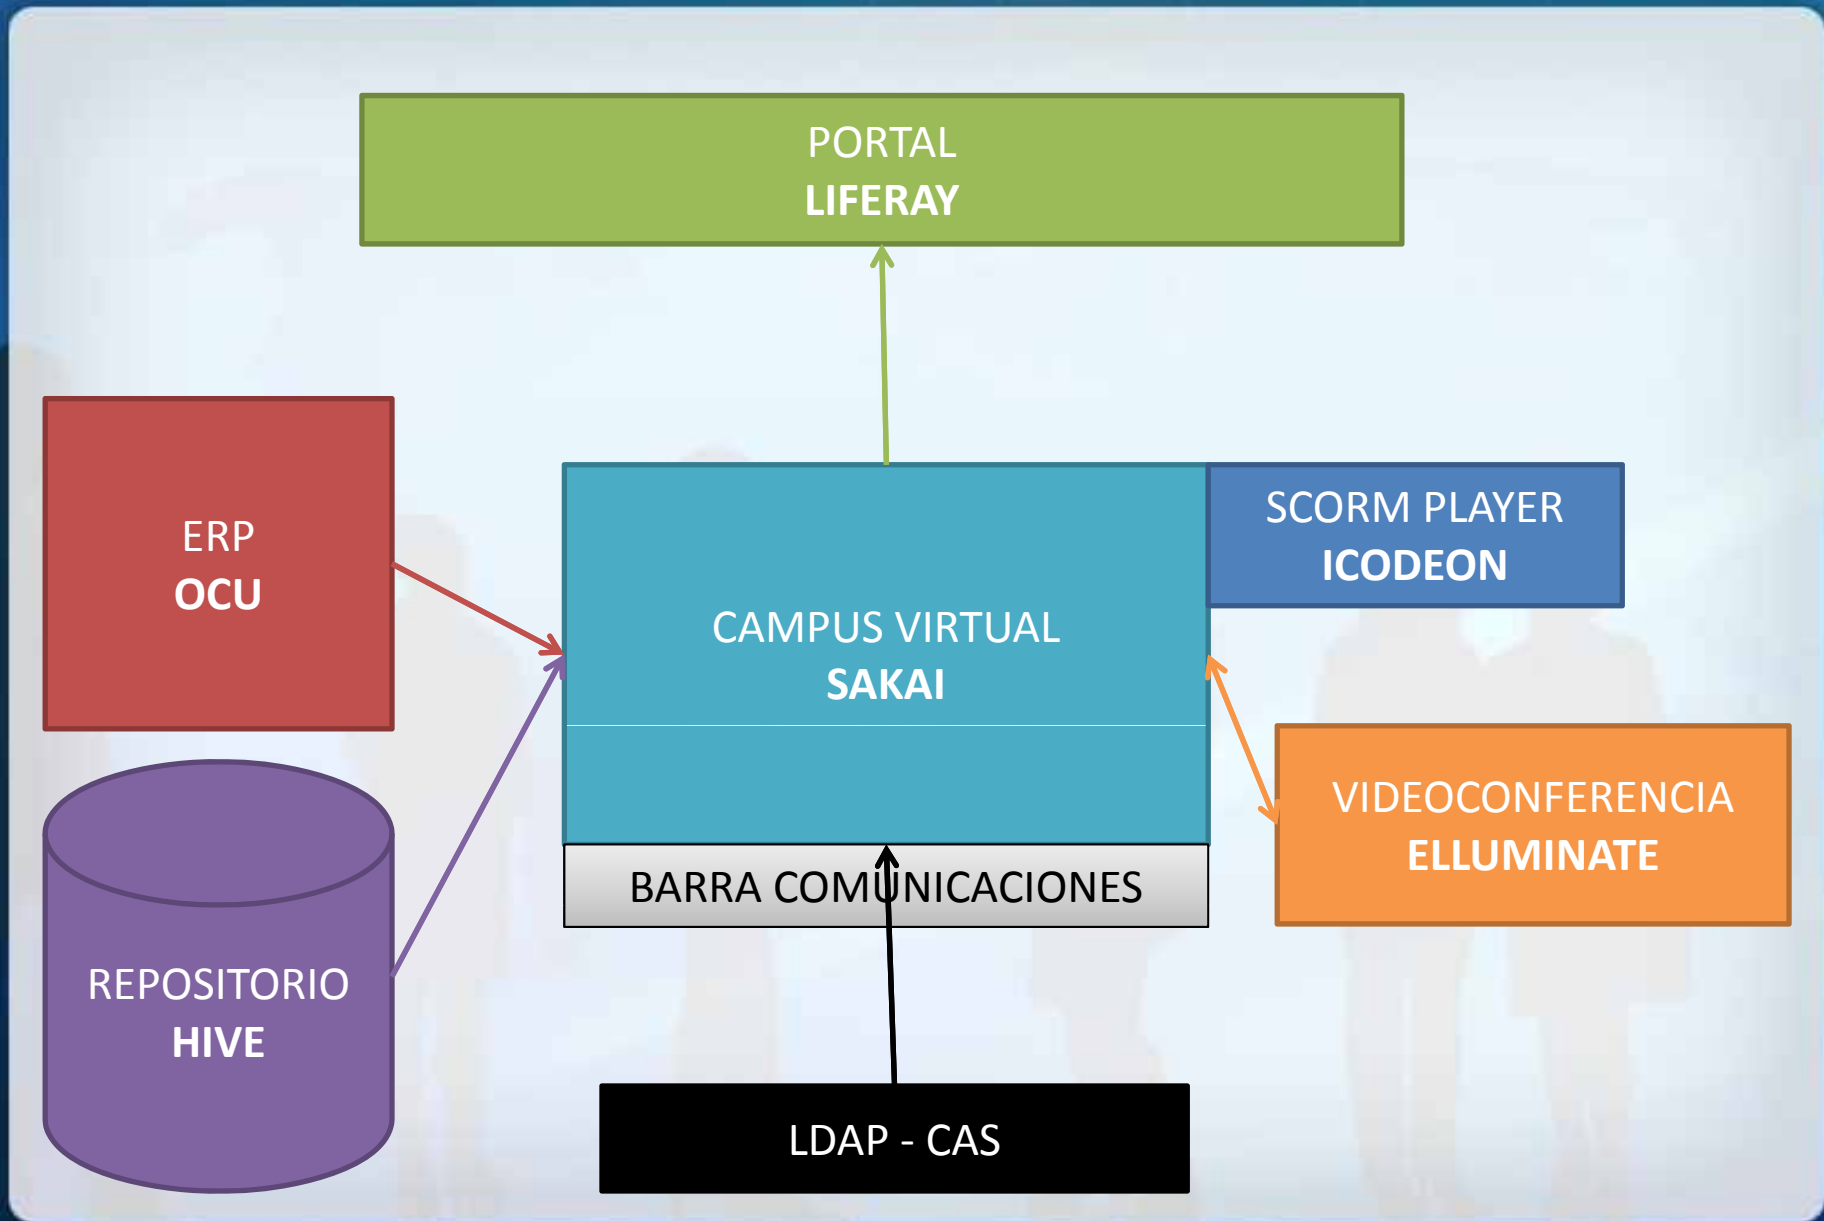 PORTAL
LIFERAY
ERP
OCU
CAMPUS VIRTUAL
SAKAI
SCORM PLAYER
ICODEON
VIDEOCONFERENCIA
ELLUMINATE
BARRA COMUNICACIONES
REPOSITORIO
HIVE
LDAP - CAS